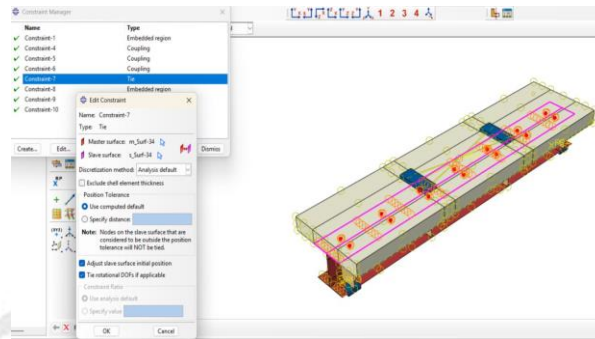 Constraint Manager
Name Type
Constraint-1 Embedded region
Constraint-4 Coupling
Constraint-5 Coupling
Constraint-6 Coupling
Constraint-7 Tie
Constraint-8 Embedded region
Constraint-9
Constraint-10
Create... Edit... Dismiss
Edit Constraint
Name: Constraint-7
Type: Tie
Master surface: m_Surf-34
Slave surface: s_Surf-34
Discretization method: Analysis default
Exclude shell element thickness
Position Tolerance
Use computed default
Specify distance:
Note: Nodes on the slave surface that are
considered to be outside the position
tolerance will NOT be tied.
Adjust slave surface initial position
Tie rotational DOFs if applicable
Constraint Ratio
Use analysis default
Specify value
OK Cancel
1 2 3 4